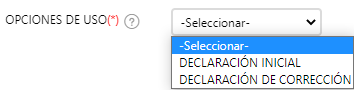 OPCIONES DE USO(*) ? -Seleccionar-
-Seleccionar-
DECLARACIÓN INICIAL
DECLARACIÓN DE CORRECCIÓN